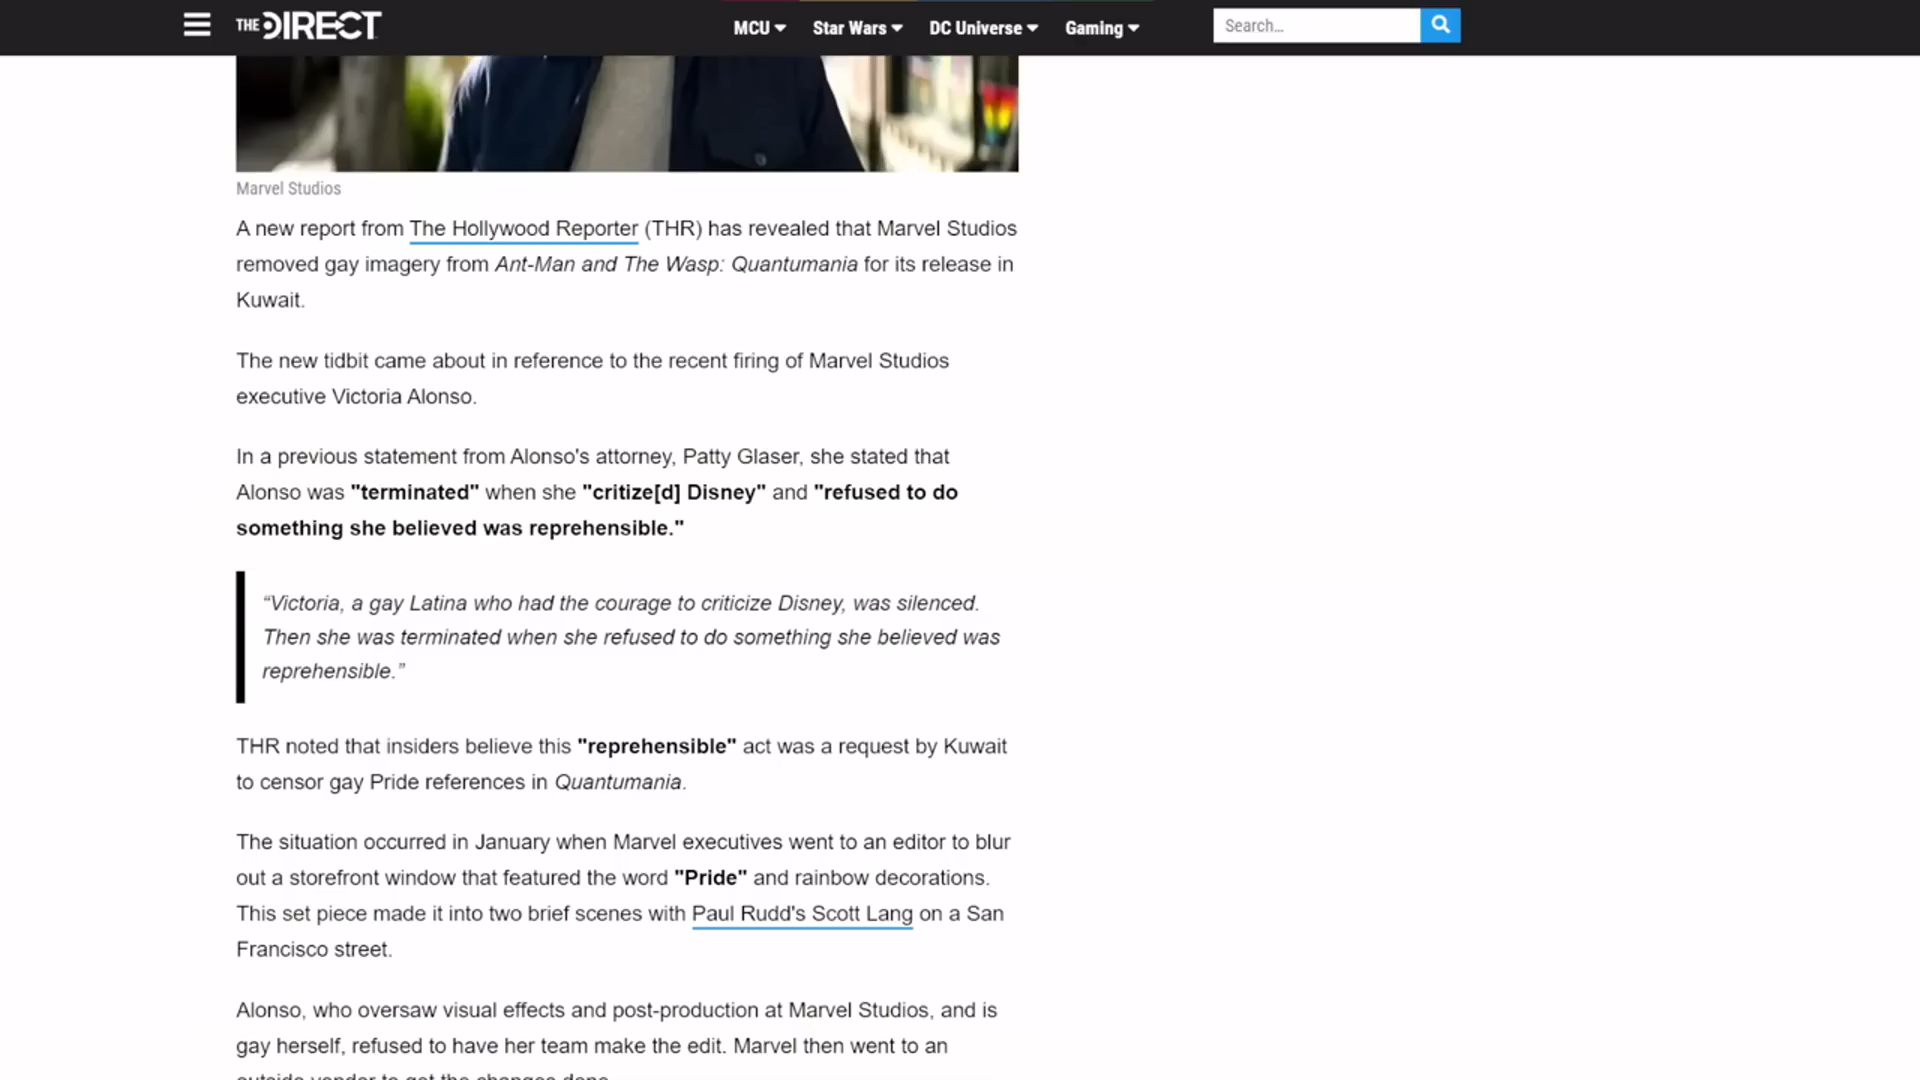 THE DIRECT
MCU
Star Wars
DC Universe
Gaming
Search...
Marvel Studios
A new report from The Hollywood Reporter (THR) has revealed that Marvel Studios
removed gay imagery from Ant-Man and The Wasp: Quantumania for its release in
Kuwait.
The new tidbit came about in reference to the recent firing of Marvel Studios
executive Victoria Alonso.
In a previous statement from Alonso's attorney, Patty Glaser, she stated that
Alonso was "terminated" when she "critize[d] Disney" and "refused to do
something she believed was reprehensible."
“Victoria, a gay Latina who had the courage to criticize Disney, was silenced.
Then she was terminated when she refused to do something she believed was
reprehensible.”
THR noted that insiders believe this "reprehensible" act was a request by Kuwait
to censor gay Pride references in Quantumania.
The situation occurred in January when Marvel executives went to an editor to blur
out a storefront window that featured the word "Pride" and rainbow decorations.
This set piece made it into two brief scenes with Paul Rudd's Scott Lang on a San
Francisco street.
Alonso, who oversaw visual effects and post-production at Marvel Studios, and is
gay herself, refused to have her team make the edit. Marvel then went to an
outside vendor to get the changes done.